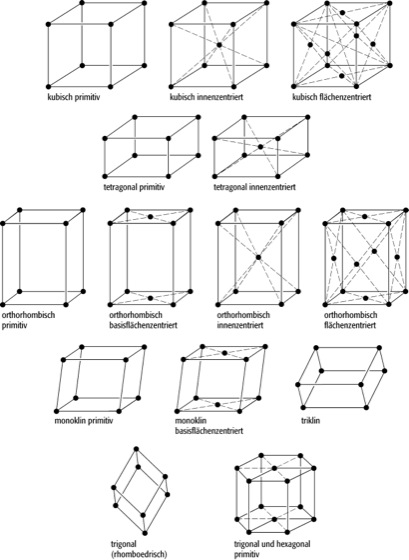 kubisch primitiv
kubisch innenzentriert
kubisch flächenzentriert
tetragonal primitiv
tetragonal innenzentriert
orthorhombisch
primitiv
orthorhombisch
basisflächenzentriert
orthorhombisch
innenzentriert
orthorhombisch
flächenzentriert
monoklin primitiv
monoklin
basisflächenzentriert
triklin
trigonal
(rhomboedrisch)
trigonal und hexagonal
primitiv